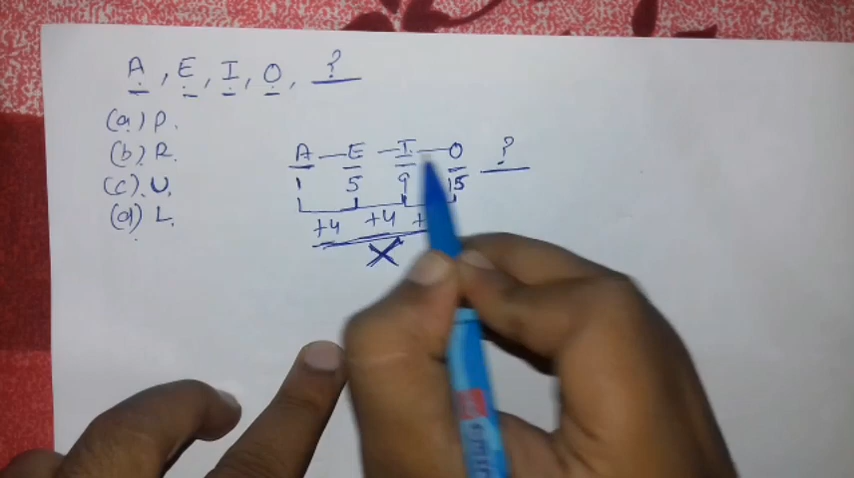 A, E, I, O, ?
(a) P.
(b) R.
(c) U.
(d) L.
A — E — I — O ?
1 5 9 15
+4 +4 +
X